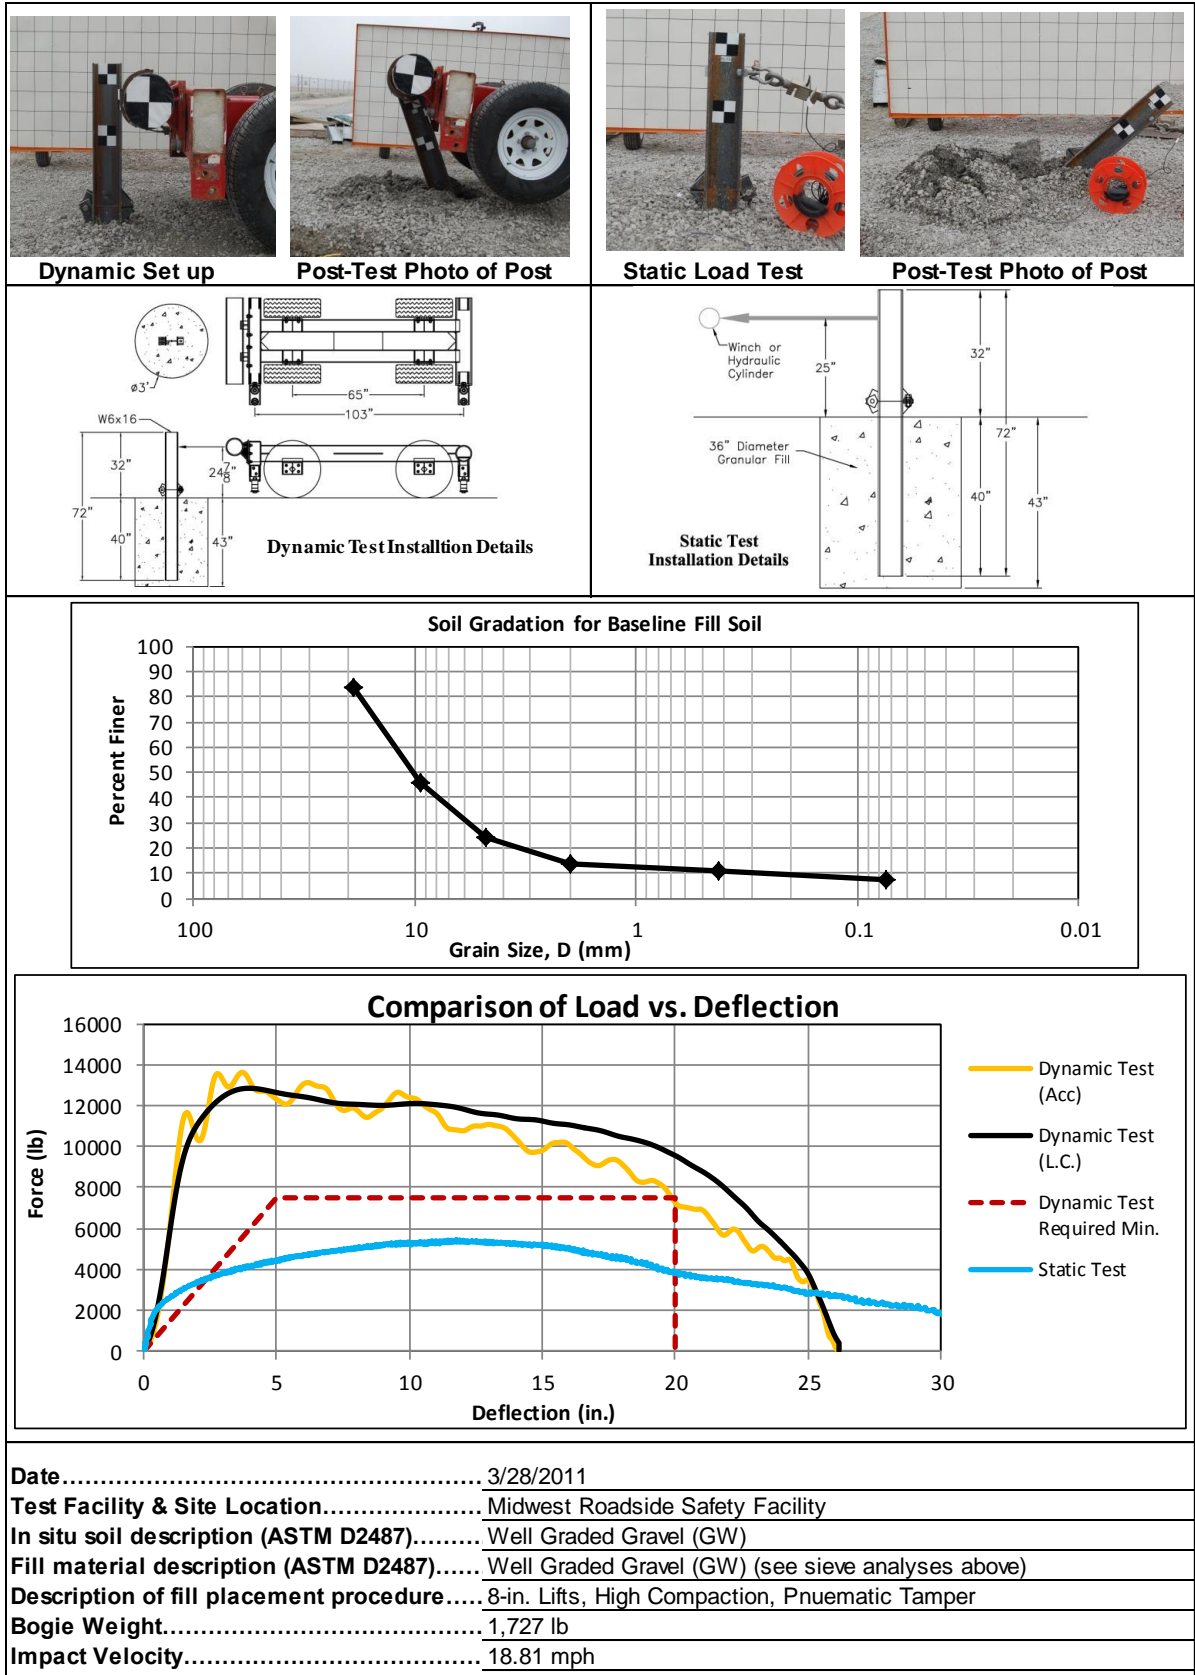 Dynamic Set up
Post-Test Photo of Post
Static Load Test
Post-Test Photo of Post
ø3'
65"
103"
W6x16
32"
24 7/8"
72"
40"
43"
Dynamic Test Installtion Details
Winch or
Hydraulic
Cylinder
25"
32"
36" Diameter
Granular Fill
72"
40"
43"
Static Test
Installation Details
Soil Gradation for Baseline Fill Soil
Percent Finer
100
90
80
70
60
50
40
30
20
10
0
100
10
1
0.1
0.01
Grain Size, D (mm)
Comparison of Load vs. Deflection
Force (lb)
16000
14000
12000
10000
8000
6000
4000
2000
0
0
5
10
15
20
25
30
Deflection (in.)
Dynamic Test
(Acc)
Dynamic Test
(L.C.)
Dynamic Test
Required Min.
Static Test
Date.................................................... 3/28/2011
Test Facility & Site Location.................... Midwest Roadside Safety Facility
In situ soil description (ASTM D2487)......... Well Graded Gravel (GW)
Fill material description (ASTM D2487)...... Well Graded Gravel (GW) (see sieve analyses above)
Description of fill placement procedure..... 8-in. Lifts, High Compaction, Pnuematic Tamper
Bogie Weight........................................ 1,727 lb
Impact Velocity..................................... 18.81 mph